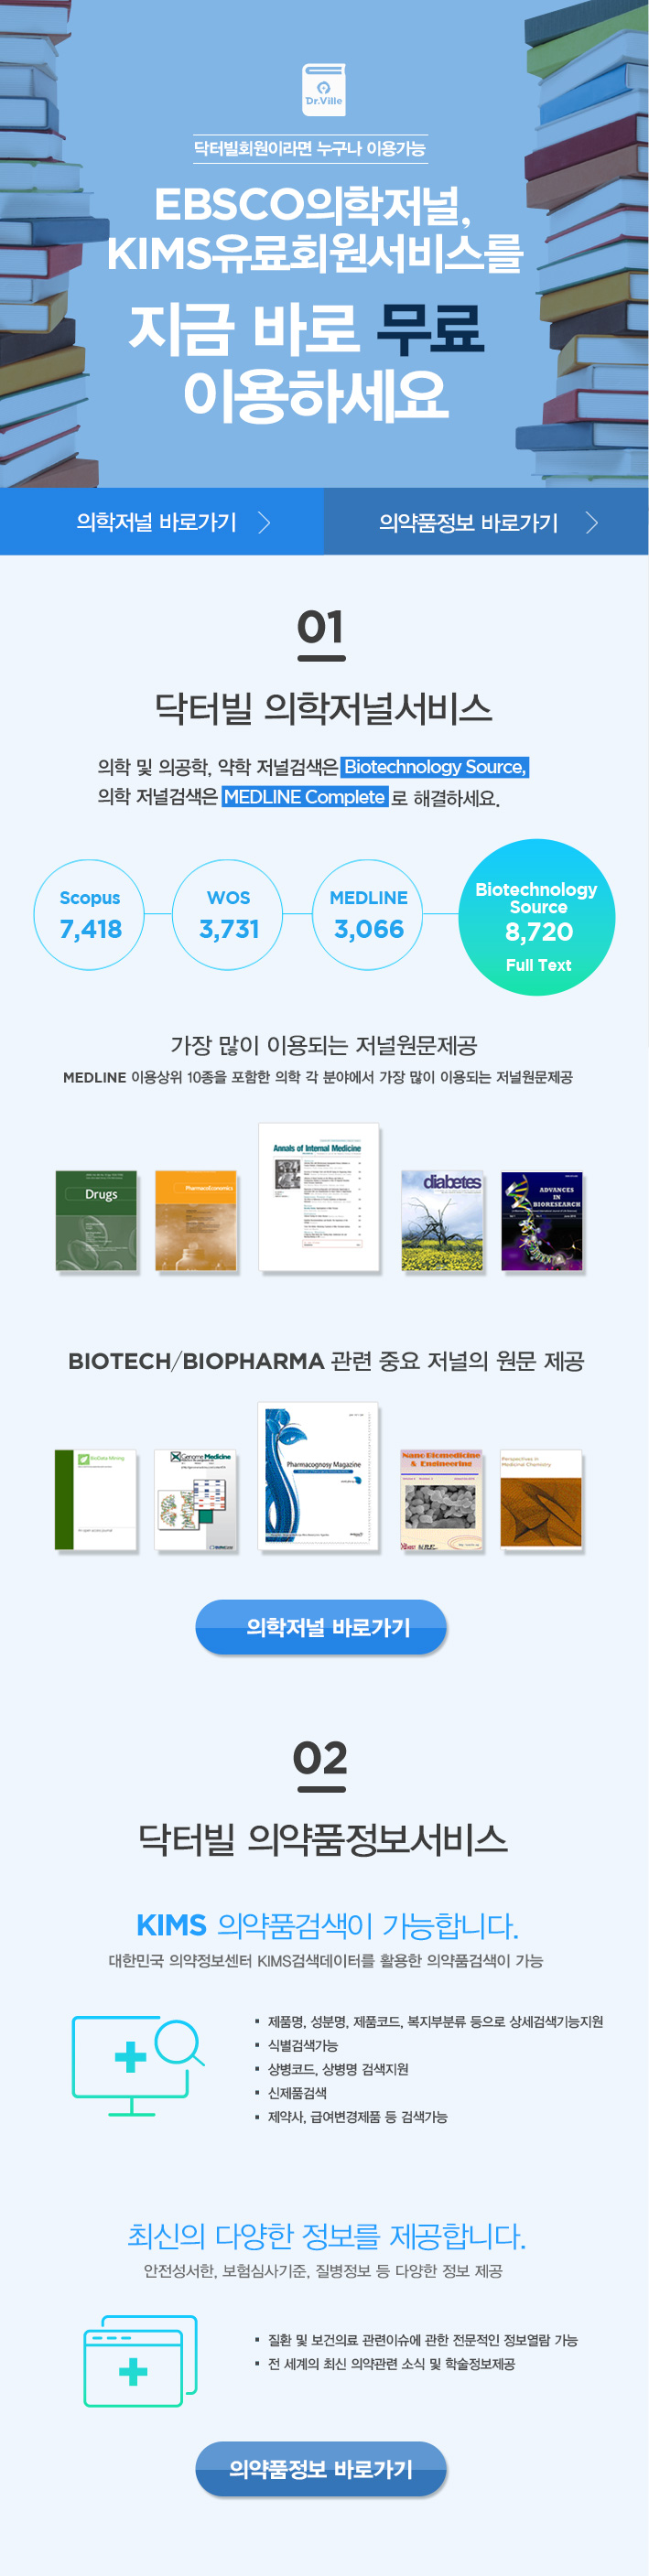 Dr.Ville
닥터빌회원이라면 누구나 이용가능
EBSCO의학저널,
KIMS유료회원서비스를
지금 바로 무료
이용하세요
의학저널 바로가기
의약품정보 바로가기
01
닥터빌 의학저널서비스
의학 및 의공학, 약학 저널검색은 Biotechnology Source,
의학 저널검색은 MEDLINE Complete 로 해결하세요.
Scopus
7,418
WOS
3,731
MEDLINE
3,066
Biotechnology
Source
8,720
Full Text
가장 많이 이용되는 저널원문제공
MEDLINE 이용상위 10종을 포함한 의학 각 분야에서 가장 많이 이용되는 저널원문제공
Drugs
PharmacoEconomics
Annals of Internal Medicine
diabetes
ADVANCES
IN
BIORESEARCH
BIOTECH/BIOPHARMA 관련 중요 저널의 원문 제공
BioData Mining
Genome Medicine
Pharmacognosy Magazine
Nano Biomedicine
& Engineering
Perspectives in
Medicinal Chemistry
의학저널 바로가기
02
닥터빌 의약품정보서비스
KIMS 의약품검색이 가능합니다.
대한민국 의약정보센터 KIMS검색데이터를 활용한 의약품검색이 가능
▪ 제품명, 성분명, 제품코드, 복지부분류 등으로 상세검색기능지원
▪ 식별검색가능
▪ 상병코드, 상병명 검색지원
▪ 신제품검색
▪ 제약사, 급여변경제품 등 검색가능
최신의 다양한 정보를 제공합니다.
안전성서한, 보험심사기준, 질병정보 등 다양한 정보 제공
▪ 질환 및 보건의료 관련이슈에 관한 전문적인 정보열람 가능
▪ 전 세계의 최신 의약관련 소식 및 학술정보제공
의약품정보 바로가기